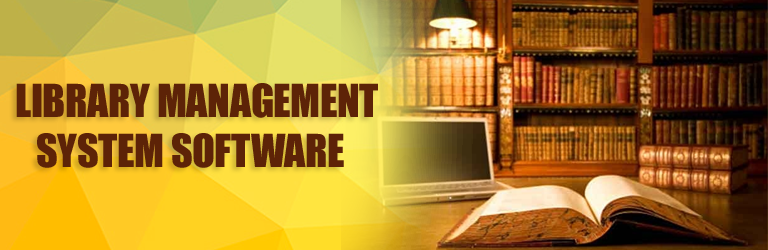 LIBRARY MANAGEMENT
SYSTEM SOFTWARE